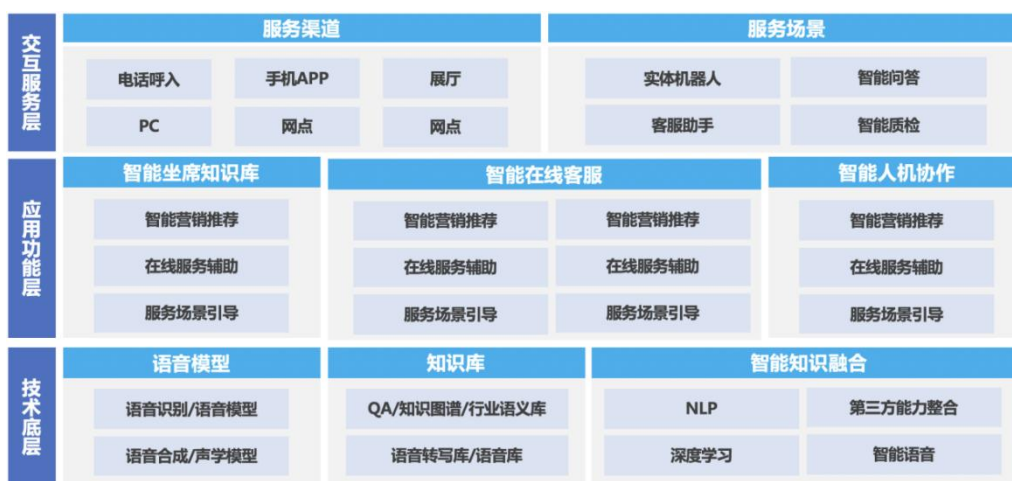 交互服务层
服务渠道
服务场景
电话呼入
手机APP
展厅
实体机器人
智能问答
PC
网点
网点
客服助手
智能质检
应用功能层
智能坐席知识库
智能在线客服
智能人机协作
智能营销推荐
智能营销推荐
智能营销推荐
智能营销推荐
在线服务辅助
在线服务辅助
在线服务辅助
在线服务辅助
服务场景引导
服务场景引导
服务场景引导
服务场景引导
技术底层
语音模型
知识库
智能知识融合
语音识别/语音模型
QA/知识图谱/行业语义库
NLP
第三方能力整合
语音合成/声学模型
语音转写库/语音库
深度学习
智能语音